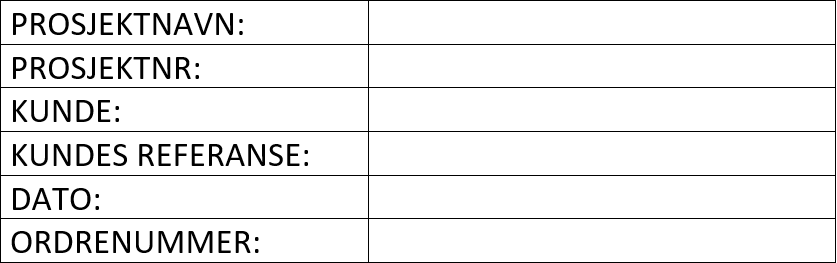 PROSJEKTNAVN:
PROSJEKTNR:
KUNDE:
KUNDES REFERANSE:
DATO:
ORDRENUMMER: